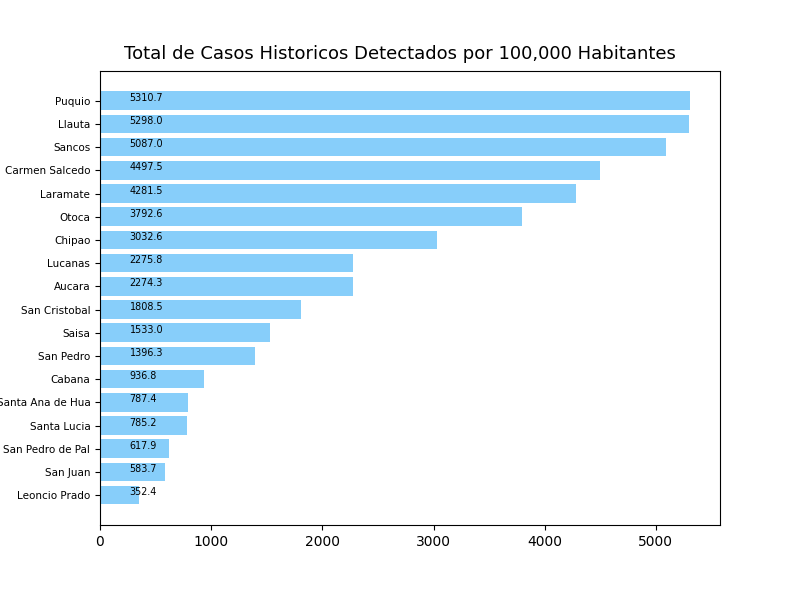 Total de Casos Historicos Detectados por 100,000 Habitantes
Puquio 5310.7
Llauta 5298.0
Sancos 5087.0
Carmen Salcedo 4497.5
Laramate 4281.5
Otoca 3792.6
Chipao 3032.6
Lucanas 2275.8
Aucara 2274.3
San Cristobal 1808.5
Saisa 1533.0
San Pedro 1396.3
Cabana 936.8
Santa Ana de Hua 787.4
Santa Lucia 785.2
San Pedro de Pal 617.9
San Juan 583.7
Leoncio Prado 352.4
0 1000 2000 3000 4000 5000